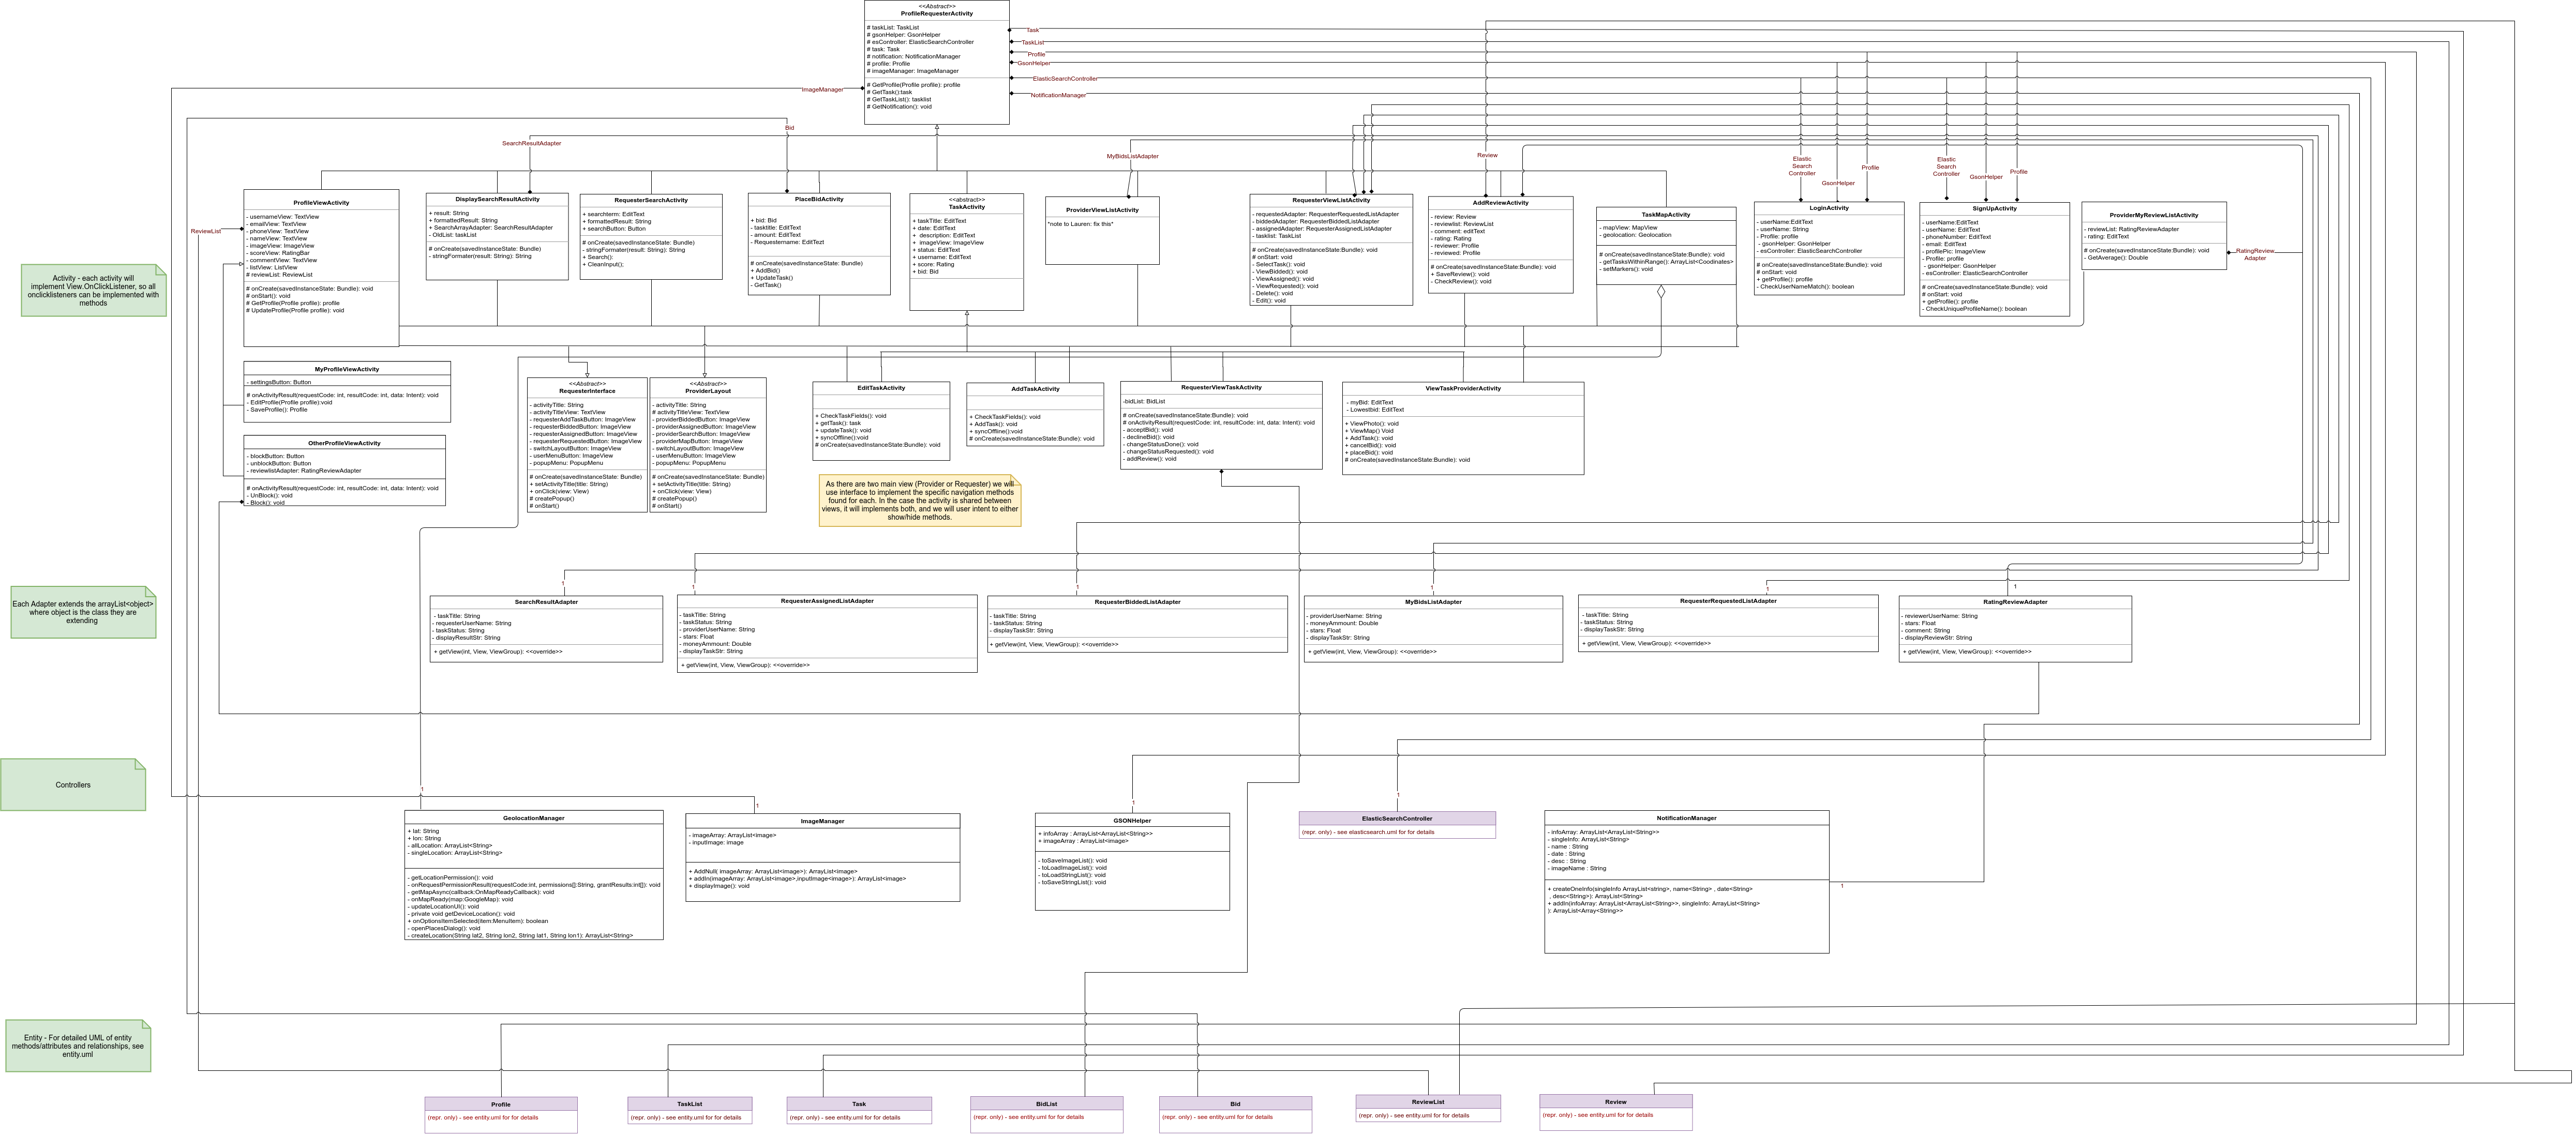 <<Abstract>>
ProfileRequesterActivity
# taskList: TaskList
# gsonHelper: GsonHelper
# esController: ElasticSearchController
# task: Task
# notification: NotificationManager
# profile: Profile
# imageManager: ImageManager
# GetProfile(Profile profile): profile
# GetTask():task
# GetTaskList(): tasklist
# GetNotification(): void
Task
TaskList
Profile
GsonHelper
ElasticSearchController
NotificationManager
ImageManager
Bid
SearchResultAdapter
MyBidsListAdapter
Review
Elastic
Search
Controller
GsonHelper
Profile
Elastic
Search
Controller
GsonHelper
Profile
ReviewList
RatingReview
Adapter
Activity - each activity will
implement View.OnClickListener, so all
onclicklisteners can be implemented with
methods
ProfileViewActivity
- usernameView: TextView
- emailView: TextView
- phoneView: TextView
- nameView: TextView
- imageView: ImageView
- scoreView: RatingBar
- commentView: TextView
- listView: ListView
# reviewList: ReviewList
# onCreate(savedInstanceState: Bundle): void
# onStart(): void
# GetProfile(Profile profile): profile
# UpdateProfile(Profile profile): void
DisplaySearchResultActivity
+ result: String
+ formattedResult: String
+ SearchArrayAdapter: SearchResultAdapter
- OldList: taskList
# onCreate(savedInstanceState: Bundle)
- stringFormater(result: String): String
RequesterSearchActivity
+ searchterm: EditText
+ formattedResult: String
+ searchButton: Button
# onCreate(savedInstanceState: Bundle)
- stringFormater(result: String): String
+ Search();
+ CleanInput();
PlaceBidActivity
+ bid: Bid
- tasktitle: EditText
- amount: EditText
- Requestername: EditTezt
# onCreate(savedInstanceState: Bundle)
+ AddBid()
+ UpdateTask()
- GetTask()
<<abstract>>
TaskActivity
+ taskTitle: EditText
+ date: EditText
+ description: EditText
+ imageView: ImageView
+ status: EditText
+ username: EditText
+ score: Rating
+ bid: Bid
ProviderViewListActivity
*note to Lauren: fix this*
RequesterViewListActivity
- requestedAdapter: RequesterRequestedListAdapter
- biddedAdapter: RequesterBiddedListAdapter
- assignedAdapter: RequesterAssignedListAdapter
- tasklist: TaskList
# onCreate(savedInstanceState:Bundle): void
# onStart: void
- SelectTask(): void
- ViewBidded(): void
- ViewAssigned(): void
- ViewRequested(): void
- Delete(): void
- Edit(): void
AddReviewActivity
- review: Review
- reviewlist: ReviewList
- comment: editText
- rating: Rating
- reviewer: Profile
- reviewed: Profile
# onCreate(savedInstanceState:Bundle): void
+ SaveReview(): void
- CheckReview(): void
TaskMapActivity
- mapView: MapView
- geolocation: Geolocation
# onCreate(savedInstanceState:Bundle): void
- getTasksWithinRange(): ArrayList<Coodinates>
- setMarkers(): void
LoginActivity
- userName:EditText
- userName: String
- Profile: profile
- gsonHelper: GsonHelper
- esController: ElasticSearchController
# onCreate(savedInstanceState:Bundle): void
# onStart: void
+ getProfile(): profile
- CheckUserNameMatch(): boolean
SignUpActivity
- userName:EditText
- userName: EditText
- phoneNumber: EditText
- email: EditText
- profilePic: ImageView
- Profile: profile
- gsonHelper: GsonHelper
- esController: ElasticSearchController
# onCreate(savedInstanceState:Bundle): void
# onStart: void
+ getProfile(): profile
- CheckUniqueProfileName(): boolean
ProviderMyReviewListActivity
- reviewList: RatingReviewAdapter
- rating: EditText
# onCreate(savedInstanceState:Bundle): void
- GetAverage(): Double
MyProfileViewActivity
- settingsButton: Button
# onActivityResult(requestCode: int, resultCode: int, data: Intent): void
- EditProfile(Profile profile):void
- SaveProfile(): Profile
OtherProfileViewActivity
- blockButton: Button
- unblockButton: Button
- reviewlistAdapter: RatingReviewAdapter
# onActivityResult(requestCode: int, resultCode: int, data: Intent): void
- UnBlock(): void
- Block(): void
<<Abstract>>
RequesterInterface
- activityTitle: String
- activityTitleView: TextView
- requesterAddTaskButton: ImageView
- requesterBiddedButton: ImageView
- requesterAssignedButton: ImageView
- requesterRequestedButton: ImageView
- switchLayoutButton: ImageView
- userMenuButton: ImageView
- popupMenu: PopupMenu
# onCreate(savedInstanceState: Bundle)
+ setActivityTitle(title: String)
+ onClick(view: View)
# createPopup()
# onStart()
<<Abstract>>
ProviderLayout
- activityTitle: String
# activityTitleView: TextView
- providerBiddedButton: ImageView
- providerAssignedButton: ImageView
- providerSearchButton: ImageView
- providerMapButton: ImageView
- switchLayoutButton: ImageView
- userMenuButton: ImageView
- popupMenu: PopupMenu
# onCreate(savedInstanceState: Bundle)
+ setActivityTitle(title: String)
+ onClick(view: View)
# createPopup()
# onStart()
EditTaskActivity
+ CheckTaskFields(): void
+ getTask(): task
+ updateTask(): void
+ syncOffline():void
# onCreate(savedInstanceState:Bundle): void
AddTaskActivity
+ CheckTaskFields(): void
+ AddTask(): void
+ syncOffline():void
# onCreate(savedInstanceState:Bundle): void
RequesterViewTaskActivity
-bidList: BidList
# onCreate(savedInstanceState:Bundle): void
# onActivityResult(requestCode: int, resultCode: int, data: Intent): void
- acceptBid(): void
- declineBid(): void
- changeStatusDone(): void
- changeStatusRequested(): void
- addReview(): void
ViewTaskProviderActivity
- myBid: EditText
- Lowestbid: EditText
+ ViewPhoto(): void
+ ViewMap() Void
+ AddTask(): void
+ cancelBid(): void
+ placeBid(): void
# onCreate(savedInstanceState:Bundle): void
As there are two main view (Provider or Requester) we will
use interface to implement the specific navigation methods
found for each. In the case the activity is shared between
views, it will implements both, and we will user intent to either
show/hide methods.
Each Adapter extends the arrayList<object>
where object is the class they are
extending
1
1
1
1
1
1
SearchResultAdapter
- taskTitle: String
- requesterUserName: String
- taskStatus: String
- displayResultStr: String
+ getView(int, View, ViewGroup): <<override>>
RequesterAssignedListAdapter
- taskTitle: String
- taskStatus: String
- providerUserName: String
- stars: Float
- moneyAmmount: Double
- displayTaskStr: String
+ getView(int, View, ViewGroup): <<override>>
RequesterBiddedListAdapter
- taskTitle: String
- taskStatus: String
- displayTaskStr: String
+ getView(int, View, ViewGroup): <<override>>
MyBidsListAdapter
- providerUserName: String
- moneyAmmount: Double
- stars: Float
- displayTaskStr: String
+ getView(int, View, ViewGroup): <<override>>
RequesterRequestedListAdapter
- taskTitle: String
- taskStatus: String
- displayTaskStr: String
+ getView(int, View, ViewGroup): <<override>>
RatingReviewAdapter
- reviewerUserName: String
- stars: Float
- comment: String
- displayReviewStr: String
+ getView(int, View, ViewGroup): <<override>>
Controllers
1
1
1
1
1
GeolocationManager
+ lat: String
+ lon: String
- allLocation: ArrayList<String>
- singleLocation: ArrayList<String>
- getLocationPermission(): void
- onRequestPermissionResult(requestCode:int, permissions[]:String, grantResults:int[]): void
- getMapAsync(callback:OnMapReadyCallback): void
- onMapReady(map:GoogleMap): void
- updateLocationUI(): void
- private void getDeviceLocation(): void
+ onOptionsItemSelected(item:MenuItem): boolean
- openPlacesDialog(): void
- createLocation(String lat2, String lon2, String lat1, String lon1): ArrayList<String>
ImageManager
- imageArray: ArrayList<image>
- inputImage: image
+ AddNull( imageArray: ArrayList<image>): ArrayList<image>
+ addIn(imageArray: ArrayList<image>,inputImage<image>): ArrayList<image>
+ displayImage(): void
GSONHelper
+ infoArray : ArrayList<ArrayList<String>>
+ imageArray : ArrayList<image>
- toSaveImageList(): void
- toLoadImageList(): void
- toLoadStringList(): void
- toSaveStringList(): void
ElasticSearchController
(repr. only) - see elasticsearch.uml for for details
NotificationManager
- infoArray: ArrayList<ArrayList<String>>
- singleInfo: ArrayList<String>
- name : String
- date : String
- desc : String
- imageName : String
+ createOneInfo(singleInfo ArrayList<string>, name<String> , date<String>
, desc<String>): ArrayList<String>
+ addIn(infoArray: ArrayList<ArrayList<String>>, singleInfo: ArrayList<String>
): ArrayList<Array<String>>
Entity - For detailed UML of entity
methods/attributes and relationships, see
entity.uml
Profile
(repr. only) - see entity.uml for for details
TaskList
(repr. only) - see entity.uml for for details
Task
(repr. only) - see entity.uml for for details
BidList
(repr. only) - see entity.uml for for details
Bid
(repr. only) - see entity.uml for for details
ReviewList
(repr. only) - see entity.uml for for details
Review
(repr. only) - see entity.uml for for details